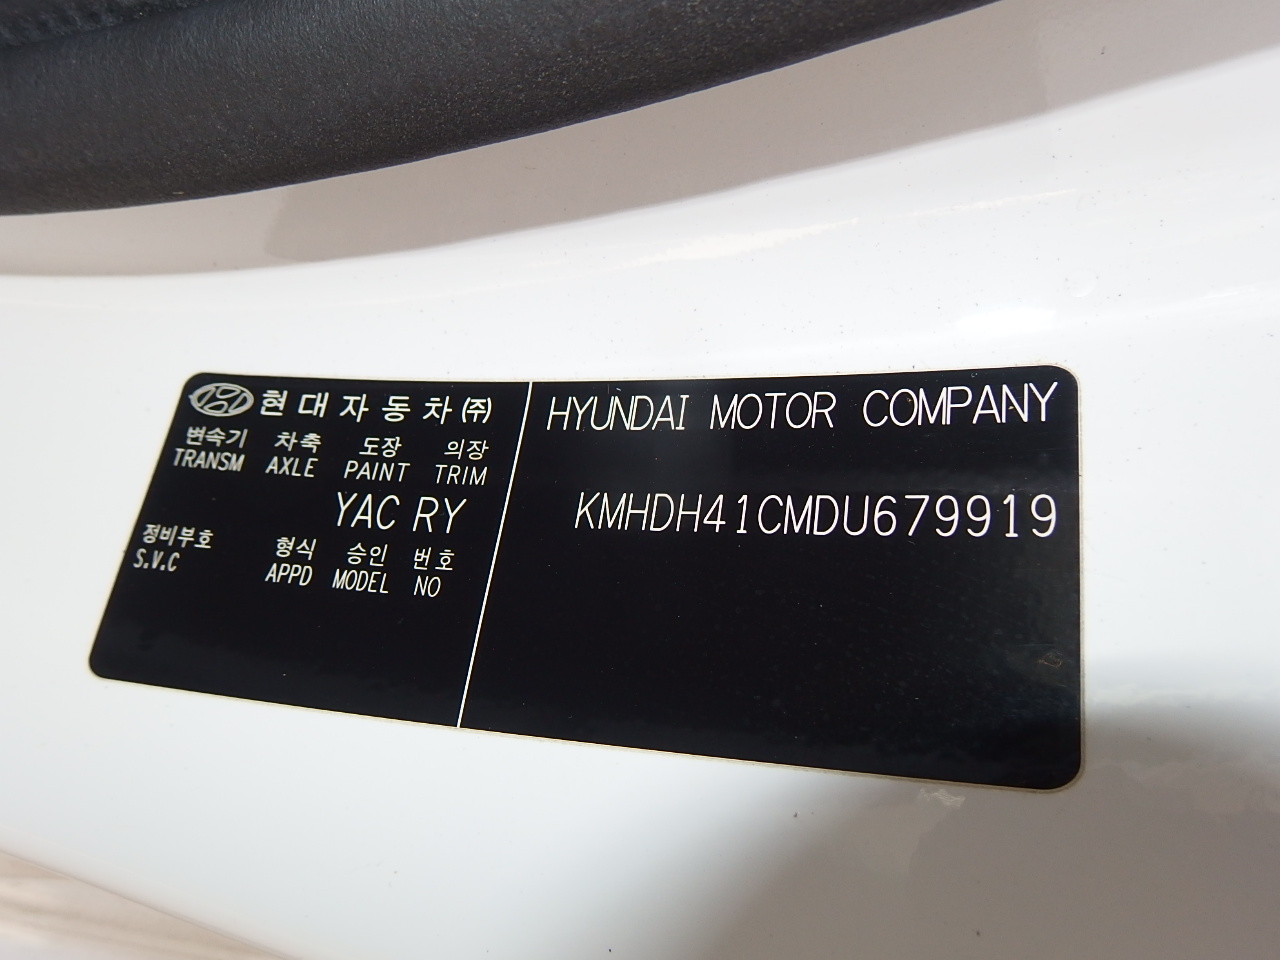 현대자동차(주)
변속기 차축 도장 의장
TRANSM AXLE PAINT TRIM
YAC RY
정비부호 형식 승인 번호
S.V.C APPD MODEL NO
HYUNDAI MOTOR COMPANY
KMHDH41CMDU679919